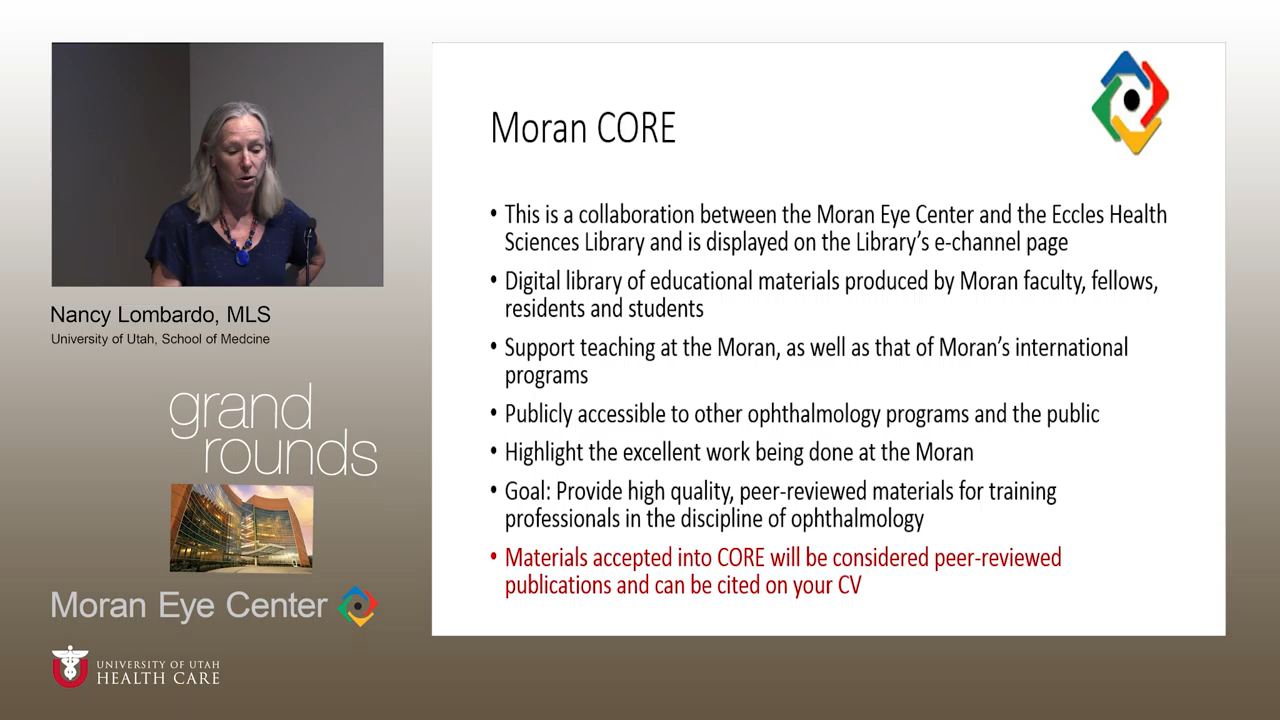 Moran CORE
• This is a collaboration between the Moran Eye Center and the Eccles Health
Sciences Library and is displayed on the Library's e-channel page
• Digital library of educational materials produced by Moran faculty, fellows,
residents and students
• Support teaching at the Moran, as well as that of Moran's international
programs
• Publicly accessible to other ophthalmology programs and the public
• Highlight the excellent work being done at the Moran
• Goal: Provide high quality, peer-reviewed materials for training
professionals in the discipline of ophthalmology
• Materials accepted into CORE will be considered peer-reviewed
publications and can be cited on your CV
Nancy Lombardo, MLS
University of Utah, School of Medcine
grand
rounds
Moran Eye Center
UNIVERSITY OF UTAH
HEALTH CARE